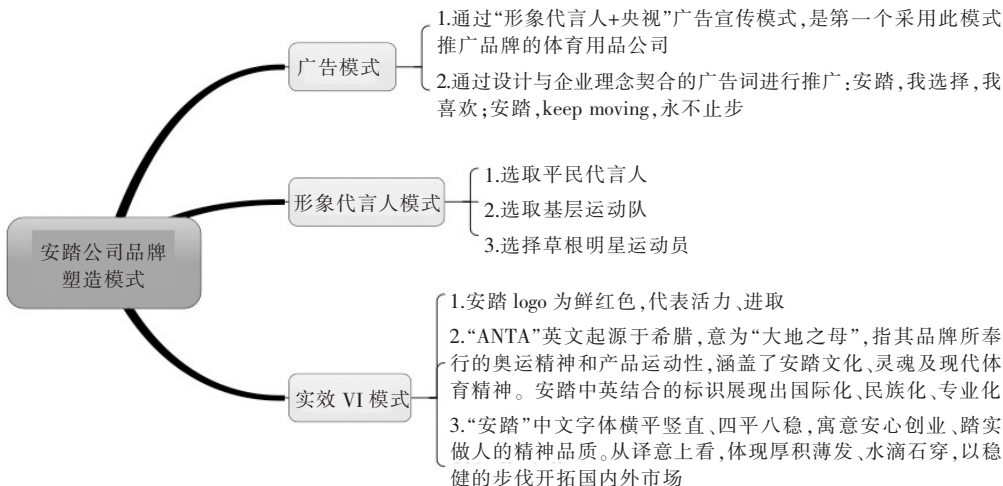 安踏公司品牌
塑造模式
广告模式
1.通过“形象代言人+央视”广告宣传模式,是第一个采用此模式
推广品牌的体育用品公司
2.通过设计与企业理念契合的广告词进行推广:安踏,我选择,我
喜欢;安踏,keep moving,永不止步
形象代言人模式
1.选取平民代言人
2.选取基层运动队
3.选择草根明星运动员
实效 VI 模式
1.安踏 logo 为鲜红色,代表活力、进取
2.“ANTA”英文起源于希腊,意为“大地之母”,指其品牌所奉
行的奥运精神和产品运动性,涵盖了安踏文化、灵魂及现代体
育精神。安踏中英结合的标识展现出国际化、民族化、专业化
3.“安踏”中文字体横平竖直、四平八稳,寓意安心创业、踏实
做人的精神品质。从译意上看,体现厚积薄发、水滴石穿,以稳
健的步伐开拓国内外市场